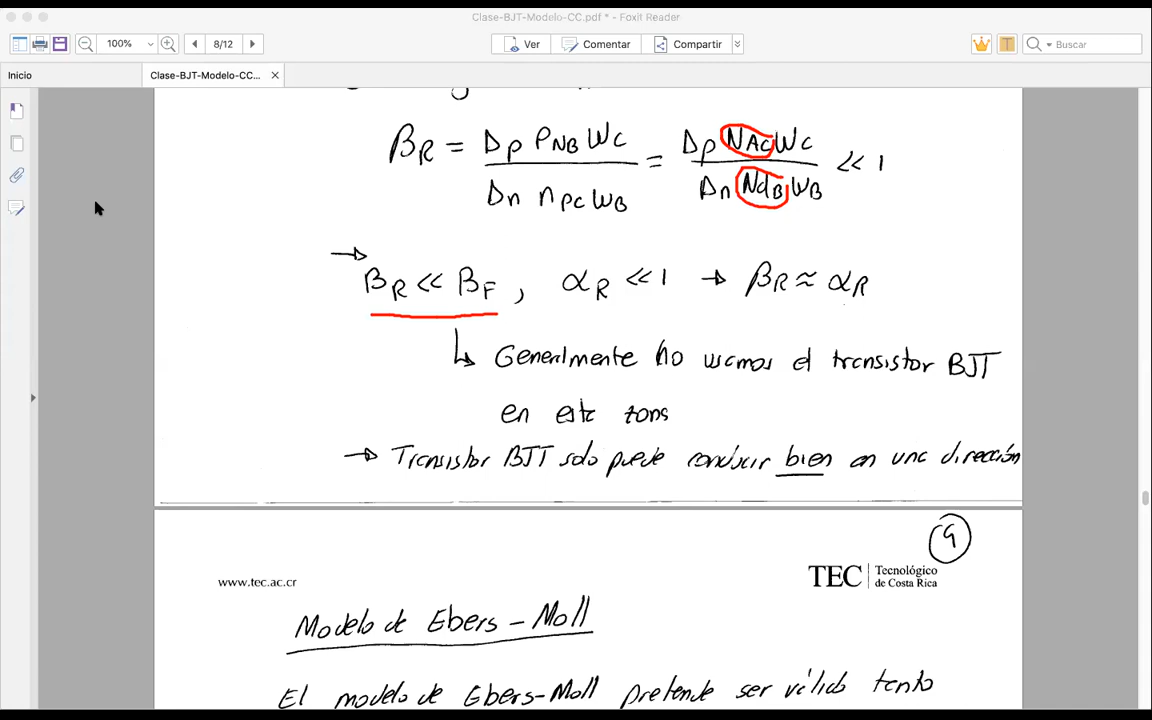 Clase-BJT-Modelo-CC.pdf * - Foxit Reader
100%
8/12
Ver
Comentar
Compartir
Buscar
Inicio
Clase-BJT-Modelo-CC...
βR = Dp PNB WC / Dn nPC WB = Dp NAC WC / Dn NdB WB << 1
→ βR << βF , αR << 1 → βR ≈ αR
↳ Generalmente no usamos el transistor BJT
en este zona
→ Transistor BJT solo puede conducir bien en una dirección
9
www.tec.ac.cr
TEC | Tecnológico
de Costa Rica
Modelo de Ebers-Moll
El modelo de Ebers-Moll pretende ser válido tanto